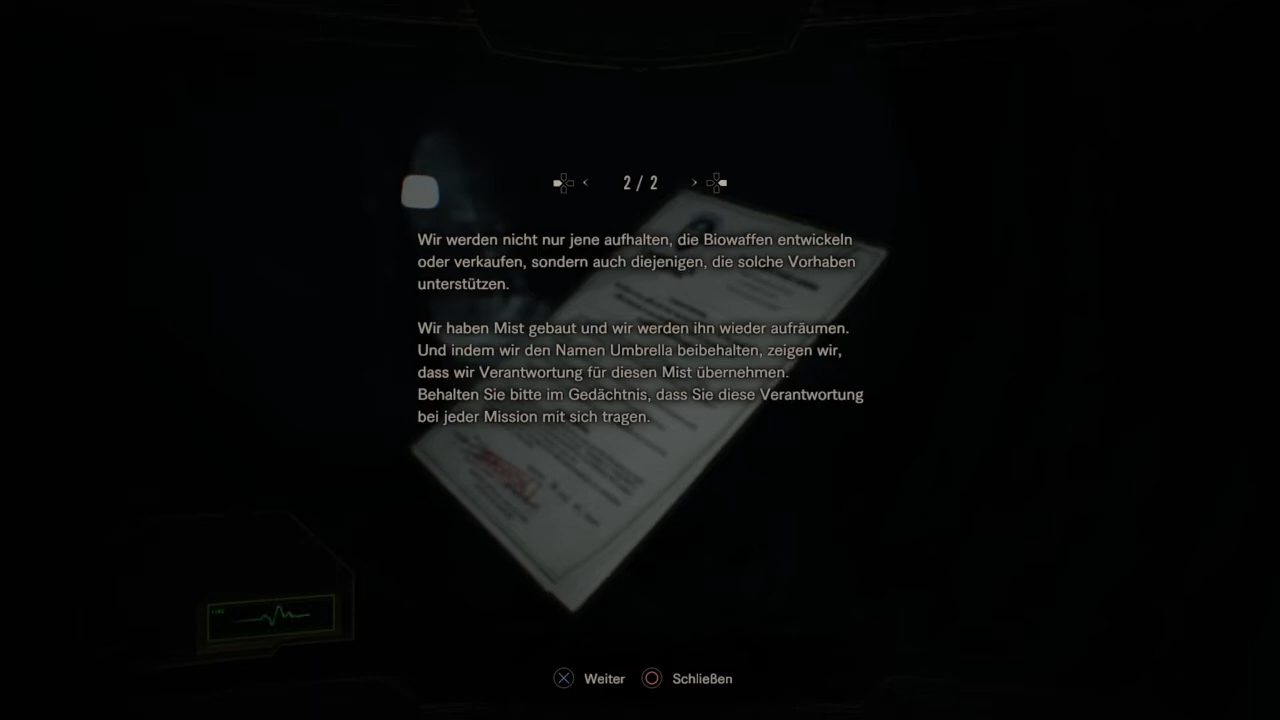 2 / 2
Wir werden nicht nur jene aufhalten, die Biowaffen entwickeln
oder verkaufen, sondern auch diejenigen, die solche Vorhaben
unterstützen.
Wir haben Mist gebaut und wir werden ihn wieder aufräumen.
Und indem wir den Namen Umbrella beibehalten, zeigen wir,
dass wir Verantwortung für diesen Mist übernehmen.
Behalten Sie bitte im Gedächtnis, dass Sie diese Verantwortung
bei jeder Mission mit sich tragen.
Weiter Schließen